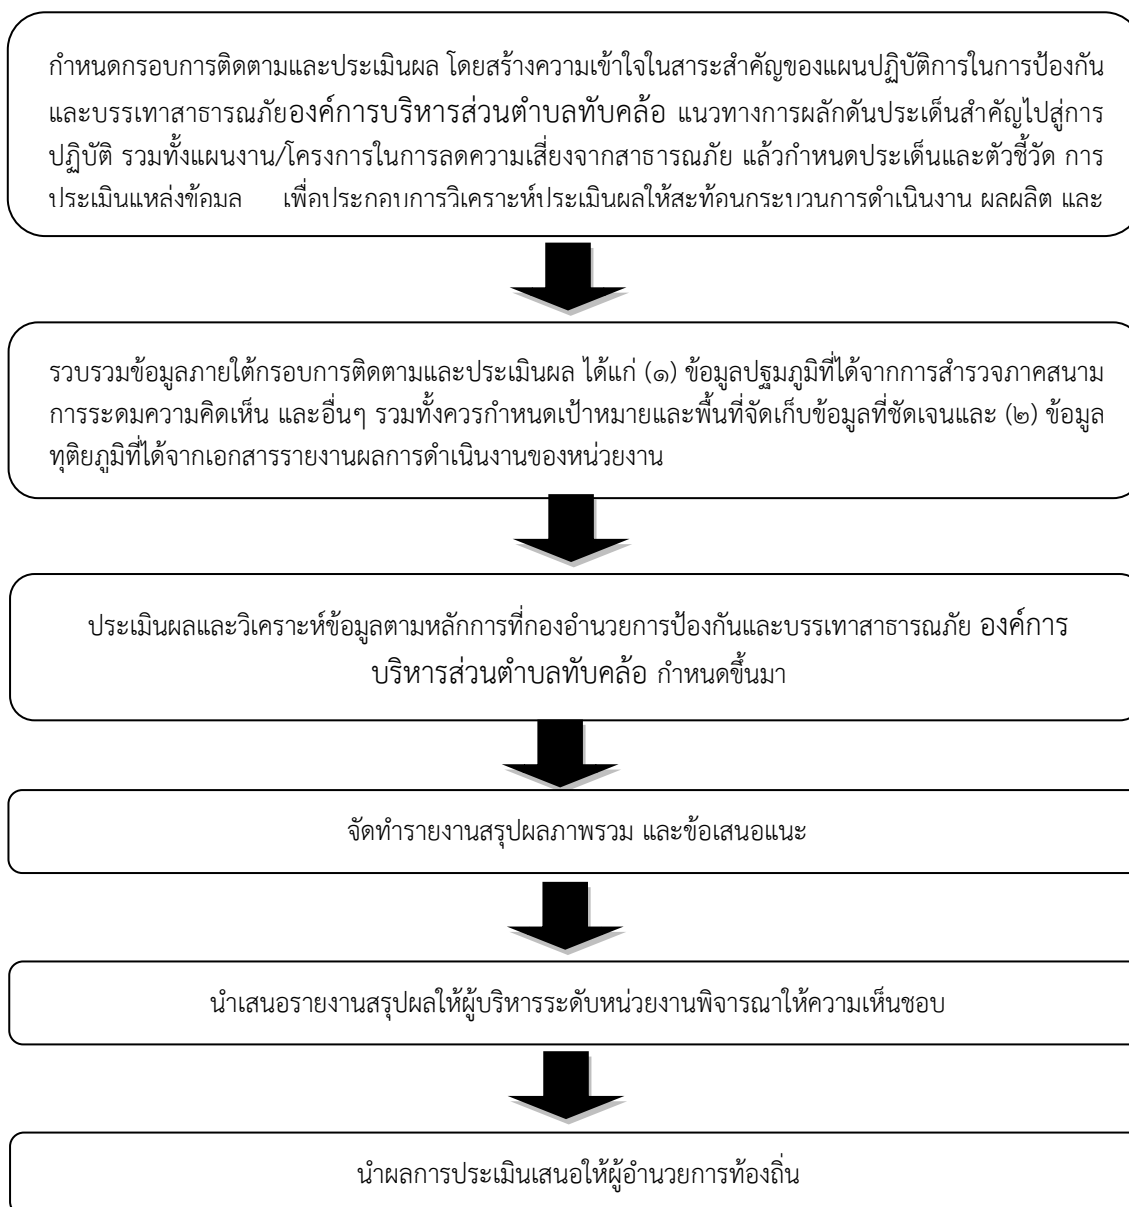 กำหนดกรอบการติดตามและประเมินผล โดยสร้างความเข้าใจในสาระสำคัญของแผนปฏิบัติการในการป้องกัน
และบรรเทาสาธารณภัยองค์การบริหารส่วนตำบลทับคล้อ แนวทางการผลักดันประเด็นสำคัญไปสู่การ
ปฏิบัติ รวมทั้งแผนงาน/โครงการในการลดความเสี่ยงจากสาธารณภัย แล้วกำหนดประเด็นและตัวชี้วัด การ
ประเมินแหล่งข้อมูล เพื่อประกอบการวิเคราะห์ประเมินผลให้สะท้อนกระบวนการดำเนินงาน ผลผลิต และ
รวบรวมข้อมูลภายใต้กรอบการติดตามและประเมินผล ได้แก่ (๑) ข้อมูลปฐมภูมิที่ได้จากการสำรวจภาคสนาม
การระดมความคิดเห็น และอื่นๆ รวมทั้งควรกำหนดเป้าหมายและพื้นที่จัดเก็บข้อมูลที่ชัดเจนและ (๒) ข้อมูล
ทุติยภูมิที่ได้จากเอกสารรายงานผลการดำเนินงานของหน่วยงาน
ประเมินผลและวิเคราะห์ข้อมูลตามหลักการที่กองอำนวยการป้องกันและบรรเทาสาธารณภัย องค์การ
บริหารส่วนตำบลทับคล้อ กำหนดขึ้นมา
จัดทำรายงานสรุปผลภาพรวม และข้อเสนอแนะ
นำเสนอรายงานสรุปผลให้ผู้บริหารระดับหน่วยงานพิจารณาให้ความเห็นชอบ
นำผลการประเมินเสนอให้ผู้อำนวยการท้องถิ่น